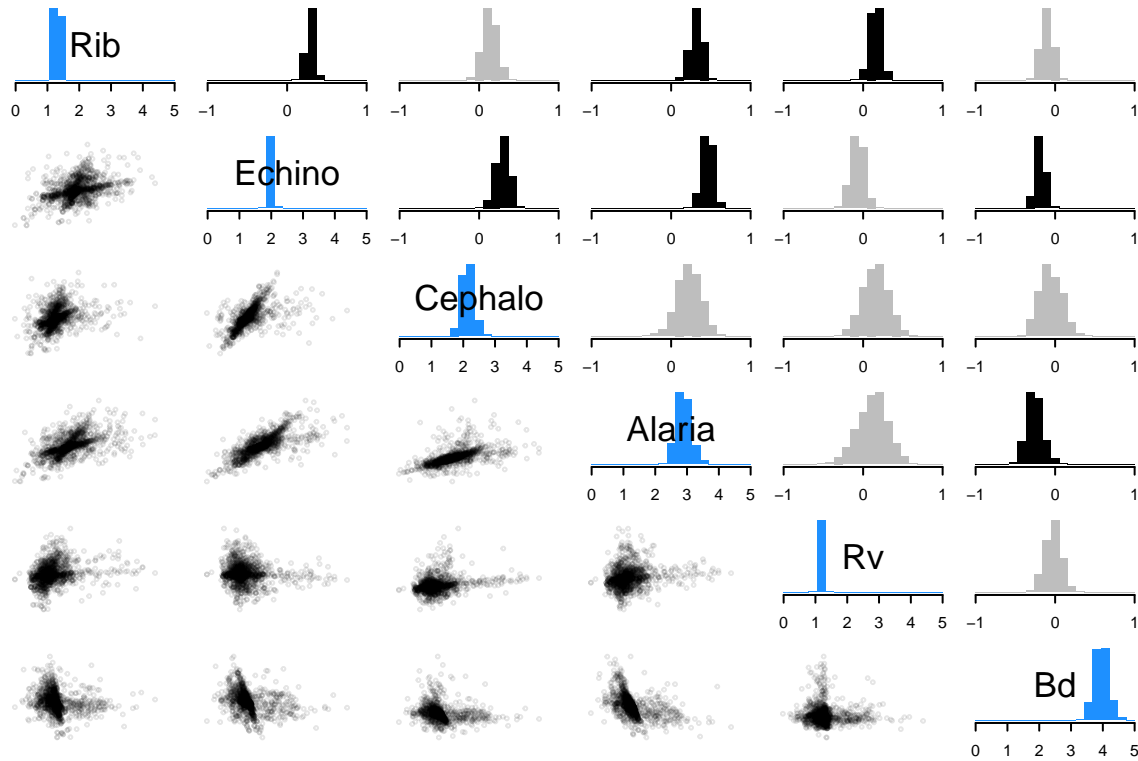 Rib
0 1 2 3 4 5 −1 0 1 −1 0 1 −1 0 1 −1 0 1 −1 0 1
Echino
0 1 2 3 4 5 −1 0 1 −1 0 1 −1 0 1 −1 0 1
Cephalo
0 1 2 3 4 5 −1 0 1 −1 0 1 −1 0 1
Alaria
0 1 2 3 4 5 −1 0 1 −1 0 1
Rv
0 1 2 3 4 5 −1 0 1
Bd
0 1 2 3 4 5